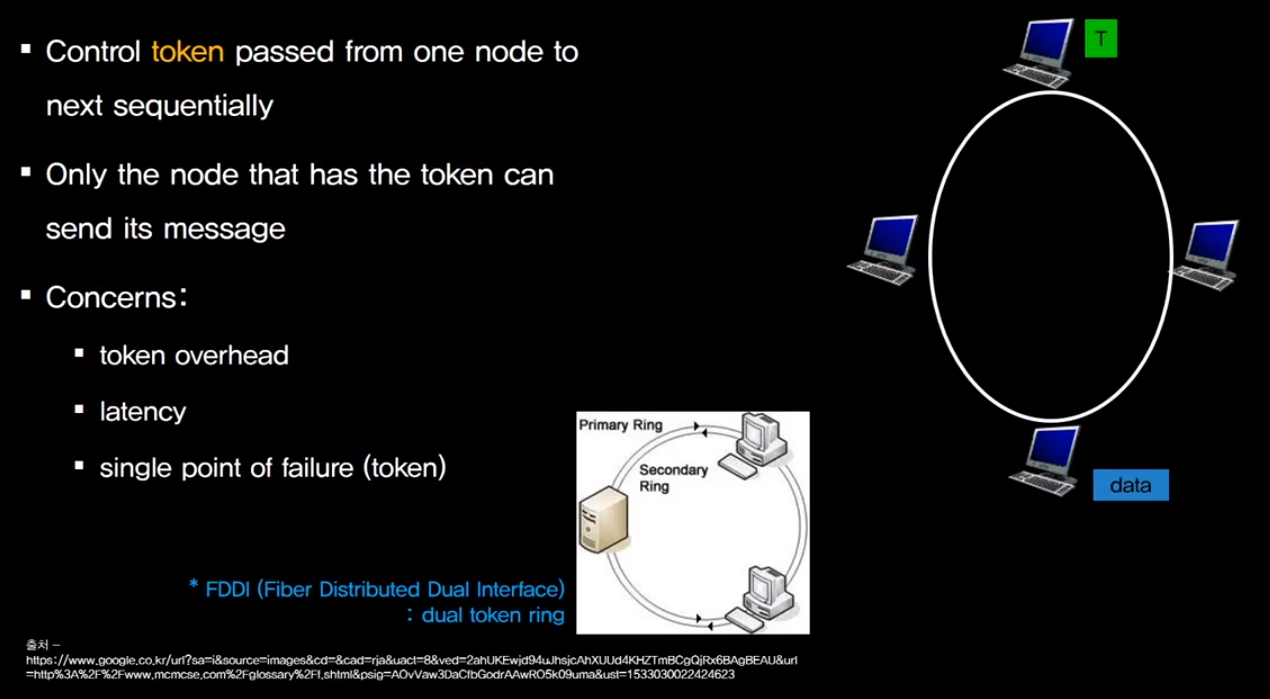 ▪ Control token passed from one node to
next sequentially
▪ Only the node that has the token can
send its message
▪ Concerns:
▪ token overhead
▪ latency
▪ single point of failure (token)
T
data
Primary Ring
Secondary
Ring
* FDDI (Fiber Distributed Dual Interface)
: dual token ring
출처 –
https://www.google.co.kr/url?sa=i&source=images&cd=&cad=rja&uact=8&ved=2ahUKEwjd94uJhsjcAhXUUd4KHZTmBCgQjRx6BAgBEAU&url
=http%3A%2F%2Fwww.mcmcse.com%2Fglossary%2Ff.shtml&psig=AOvVaw3DaCfbGodrAAwRO5k09uma&ust=1533030022424623